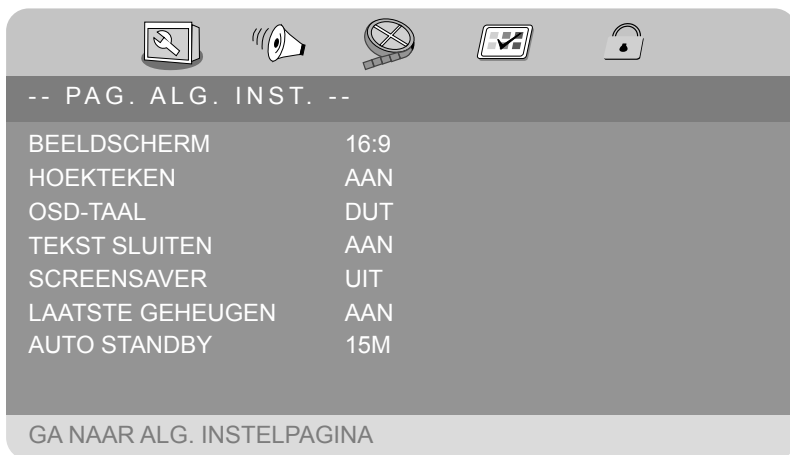 -- PAG. ALG. INST. --
BEELDSCHERM 16:9
HOEKTEKEN AAN
OSD-TAAL DUT
TEKST SLUITEN AAN
SCREENSAVER UIT
LAATSTE GEHEUGEN AAN
AUTO STANDBY 15M
GA NAAR ALG. INSTELPAGINA